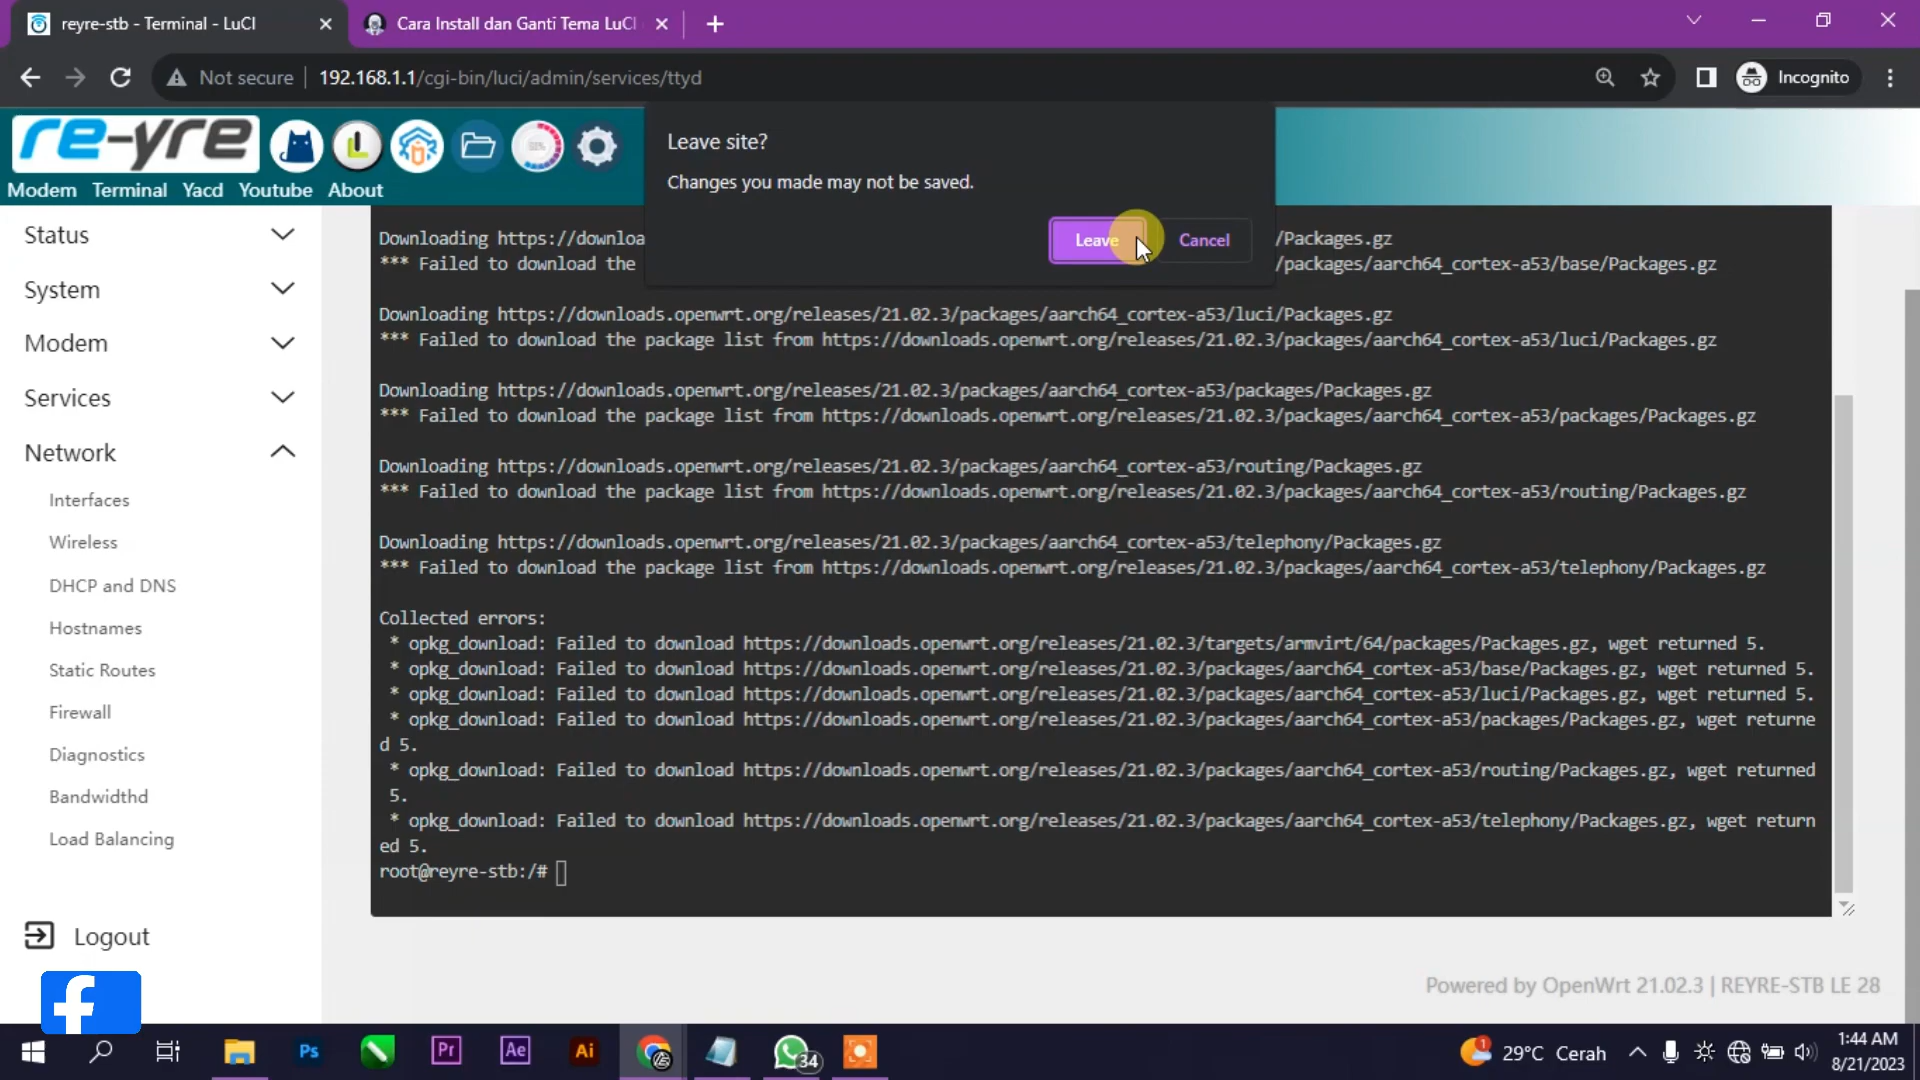 reyre-stb - Terminal - LuCI
Cara Install dan Ganti Tema LuCI
Not secure
192.168.1.1/cgi-bin/luci/admin/services/ttyd
Incognito
re-yre
Modem Terminal Yacd Youtube About
Leave site?
Changes you made may not be saved.
Leave
Cancel
Status
System
Modem
Services
Network
Interfaces
Wireless
DHCP and DNS
Hostnames
Static Routes
Firewall
Diagnostics
Bandwidthd
Load Balancing
Logout
Downloading https://downloa /Packages.gz
*** Failed to download the /packages/aarch64_cortex-a53/base/Packages.gz
Downloading https://downloads.openwrt.org/releases/21.02.3/packages/aarch64_cortex-a53/luci/Packages.gz
*** Failed to download the package list from https://downloads.openwrt.org/releases/21.02.3/packages/aarch64_cortex-a53/luci/Packages.gz
Downloading https://downloads.openwrt.org/releases/21.02.3/packages/aarch64_cortex-a53/packages/Packages.gz
*** Failed to download the package list from https://downloads.openwrt.org/releases/21.02.3/packages/aarch64_cortex-a53/packages/Packages.gz
Downloading https://downloads.openwrt.org/releases/21.02.3/packages/aarch64_cortex-a53/routing/Packages.gz
*** Failed to download the package list from https://downloads.openwrt.org/releases/21.02.3/packages/aarch64_cortex-a53/routing/Packages.gz
Downloading https://downloads.openwrt.org/releases/21.02.3/packages/aarch64_cortex-a53/telephony/Packages.gz
*** Failed to download the package list from https://downloads.openwrt.org/releases/21.02.3/packages/aarch64_cortex-a53/telephony/Packages.gz
Collected errors:
* opkg_download: Failed to download https://downloads.openwrt.org/releases/21.02.3/targets/armvirt/64/packages/Packages.gz, wget returned 5.
* opkg_download: Failed to download https://downloads.openwrt.org/releases/21.02.3/packages/aarch64_cortex-a53/base/Packages.gz, wget returned 5.
* opkg_download: Failed to download https://downloads.openwrt.org/releases/21.02.3/packages/aarch64_cortex-a53/luci/Packages.gz, wget returned 5.
* opkg_download: Failed to download https://downloads.openwrt.org/releases/21.02.3/packages/aarch64_cortex-a53/packages/Packages.gz, wget returne
d 5.
* opkg_download: Failed to download https://downloads.openwrt.org/releases/21.02.3/packages/aarch64_cortex-a53/routing/Packages.gz, wget returned
5.
* opkg_download: Failed to download https://downloads.openwrt.org/releases/21.02.3/packages/aarch64_cortex-a53/telephony/Packages.gz, wget return
ed 5.
root@reyre-stb:/#
Powered by OpenWrt 21.02.3 | REYRE-STB LE 28
Ps
Pr
Ae
Ai
34
1
29°C Cerah
1:44 AM
8/21/2023